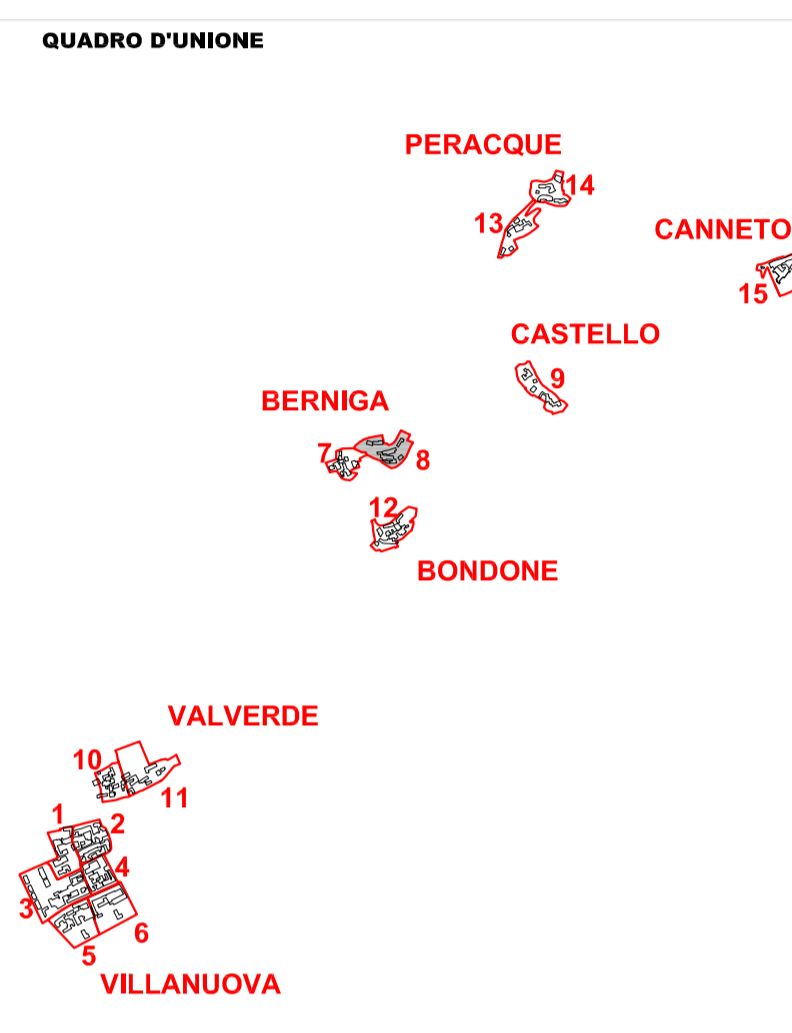 QUADRO D'UNIONE
PERACQUE
14
13
CANNETO
15
CASTELLO
9
BERNIGA
7
8
12
BONDONE
VALVERDE
10
11
1
2
4
3
6
5
VILLANUOVA